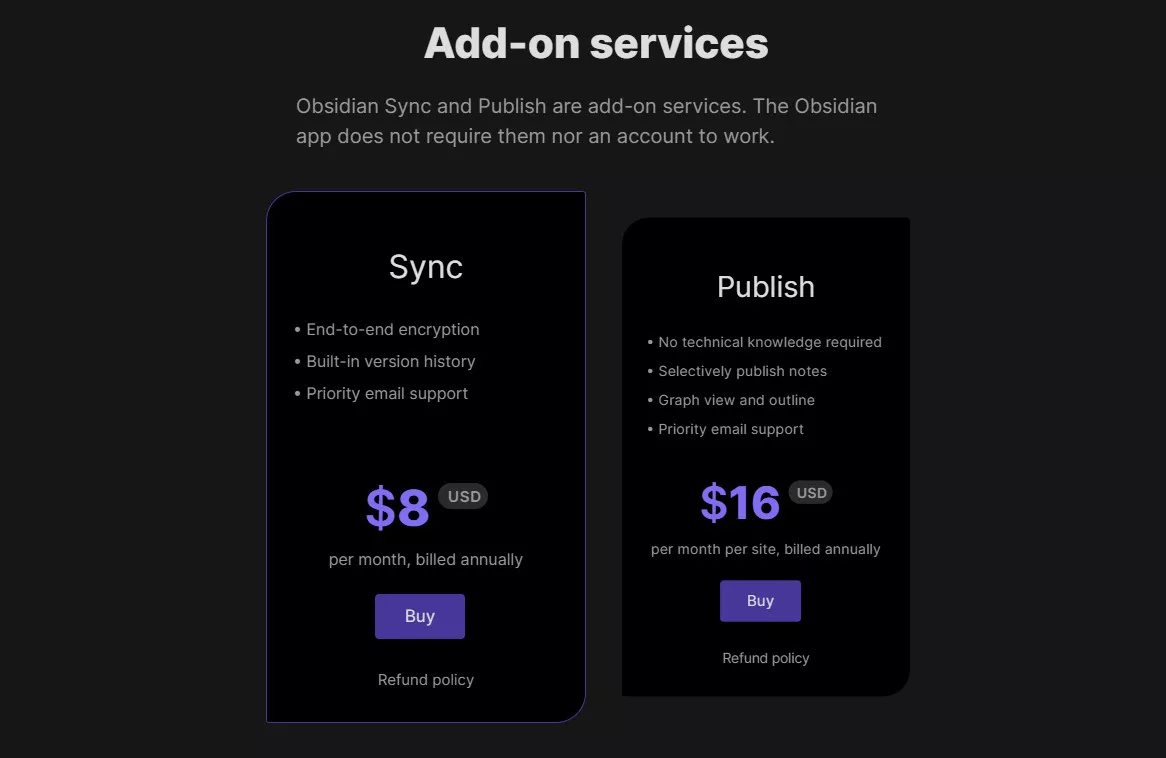 Add-on services
Obsidian Sync and Publish are add-on services. The Obsidian
app does not require them nor an account to work.
Sync
• End-to-end encryption
• Built-in version history
• Priority email support
$8 USD
per month, billed annually
Buy
Refund policy
Publish
• No technical knowledge required
• Selectively publish notes
• Graph view and outline
• Priority email support
$16 USD
per month per site, billed annually
Buy
Refund policy